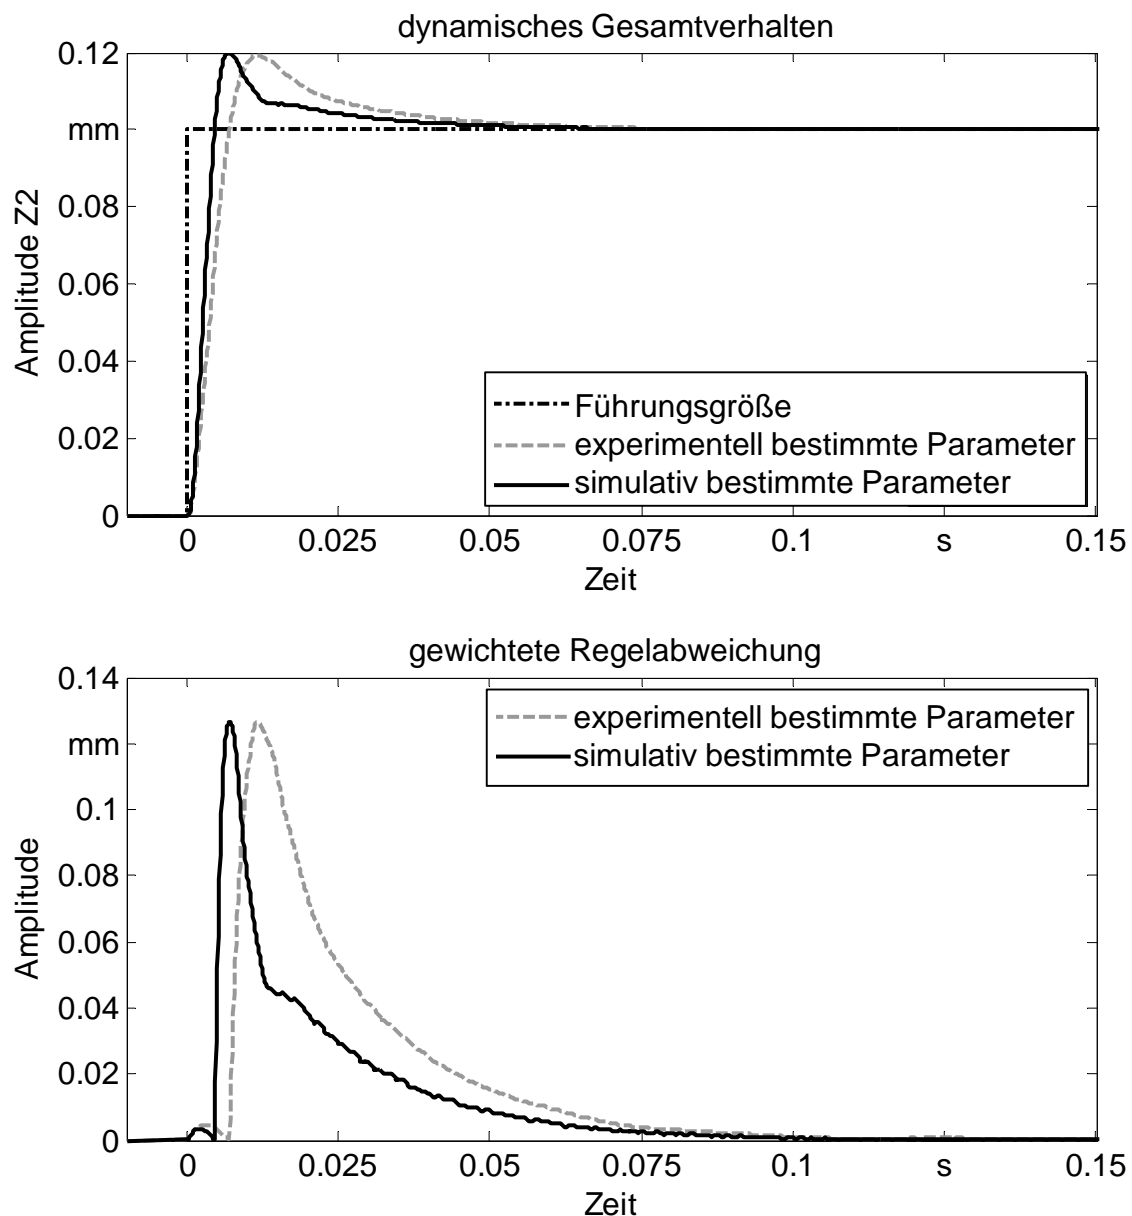 dynamisches Gesamtverhalten
0.12
mm
0.08
0.06
0.04
0.02
0
Amplitude Z2
Führungsgröße
experimentell bestimmte Parameter
simulativ bestimmte Parameter
0 0.025 0.05 0.075 0.1 s 0.15
Zeit
gewichtete Regelabweichung
0.14
mm
0.1
0.08
0.06
0.04
0.02
0
Amplitude
experimentell bestimmte Parameter
simulativ bestimmte Parameter
0 0.025 0.05 0.075 0.1 s 0.15
Zeit